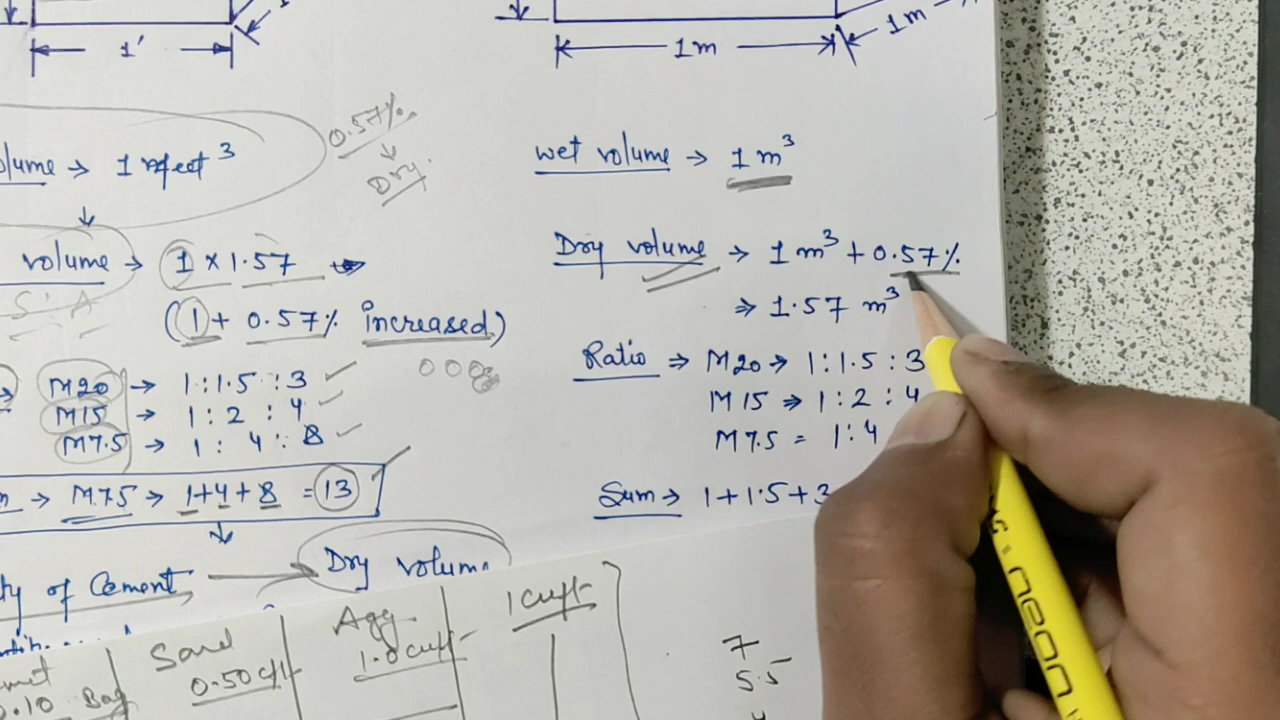 1'
1m
1m
0.57%
Dry.
volume → 1 feet³
volume → 1 × 1.57
S. A
(1 + 0.57% increased)
M20 → 1:1.5:3
M15 → 1:2:4
M7.5 → 1:4:8
→ M7.5 → 1+4+8 = 13
of Cement → Dry volume
Sand
0.50 cft
Agg.
1.0 cuft
1 cuft
0.10 Bag
wet volume → 1 m³
Dry volume → 1 m³ + 0.57%
⇒ 1.57 m³
Ratio ⇒ M20 → 1:1.5:3
M15 ⇒ 1:2:4
M7.5 = 1:4
Sum → 1+1.5+3
7
5.5
neon